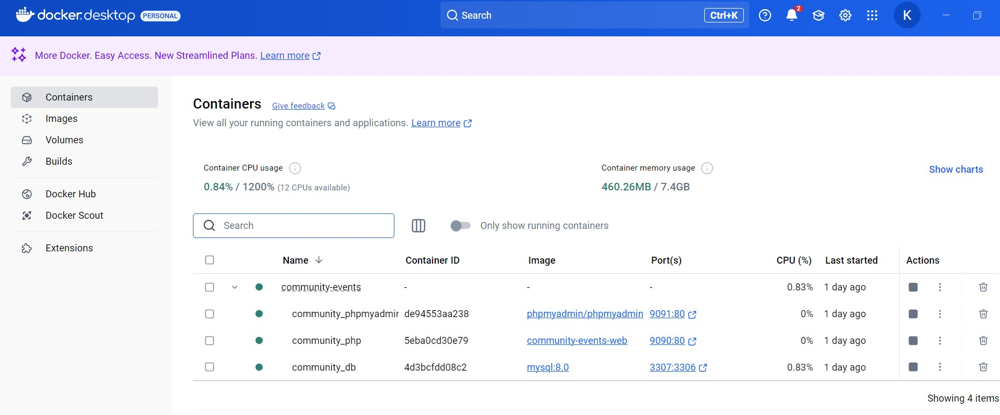 docker.desktop PERSONAL Search Ctrl+K 2 K
More Docker. Easy Access. New Streamlined Plans. Learn more
Containers
Images
Volumes
Builds
Docker Hub
Docker Scout
Extensions
Containers Give feedback
View all your running containers and applications. Learn more
Container CPU usage
0.84% / 1200% (12 CPUs available)
Container memory usage
460.26MB / 7.4GB
Show charts
Search Only show running containers
Name Container ID Image Port(s) CPU (%) Last started Actions
community-events - - - 0.83% 1 day ago
community_phpmyadmin de94553aa238 phpmyadmin/phpmyadmin 9091:80 0% 1 day ago
community_php 5eba0cd30e79 community-events-web 9090:80 0% 1 day ago
community_db 4d3bcfdd08c2 mysql:8.0 3307:3306 0.83% 1 day ago
Showing 4 items